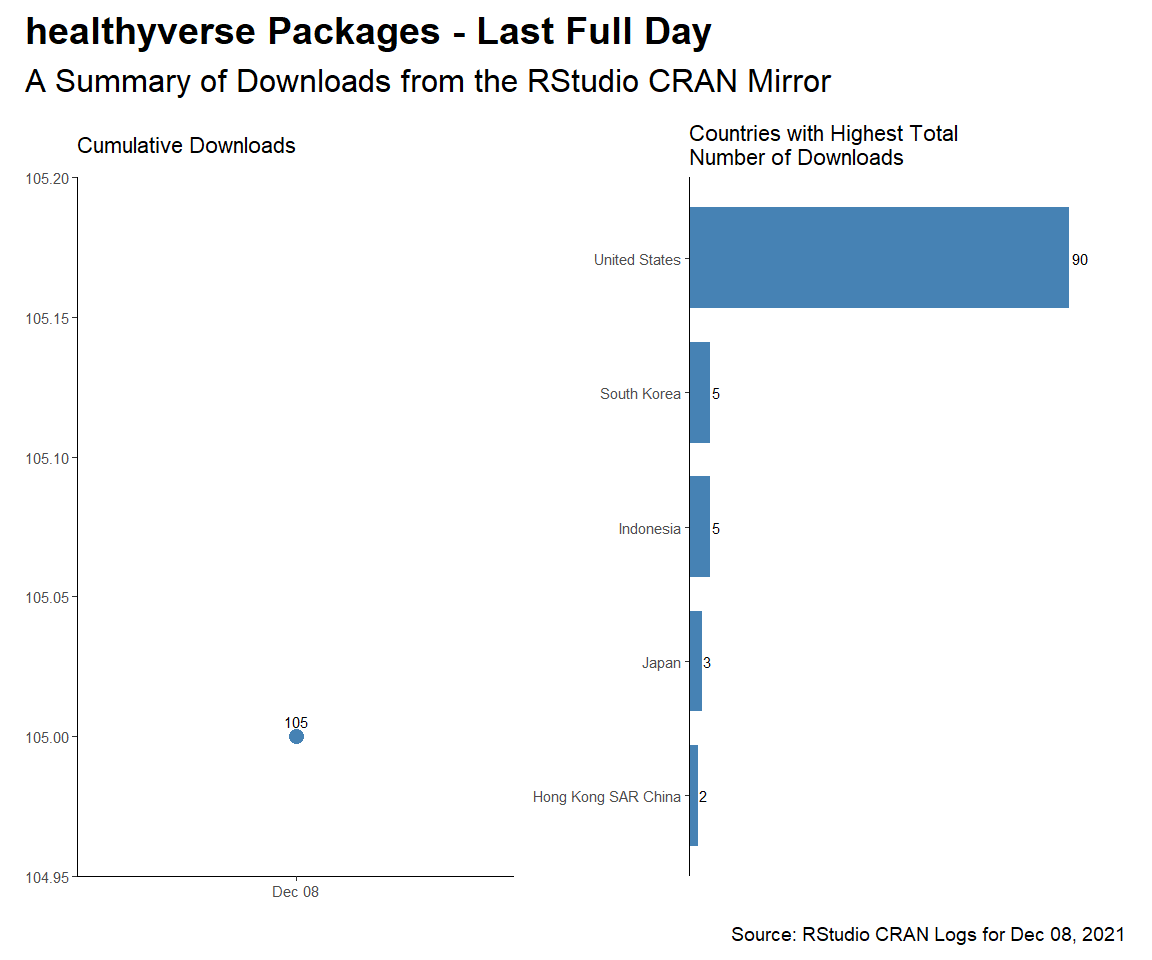 healthyverse Packages - Last Full Day
A Summary of Downloads from the RStudio CRAN Mirror
Cumulative Downloads
105.20
105.15
105.10
105.05
105.00
104.95
105
Dec 08
Countries with Highest Total
Number of Downloads
United States
90
South Korea
5
Indonesia
5
Japan
3
Hong Kong SAR China
2
Source: RStudio CRAN Logs for Dec 08, 2021